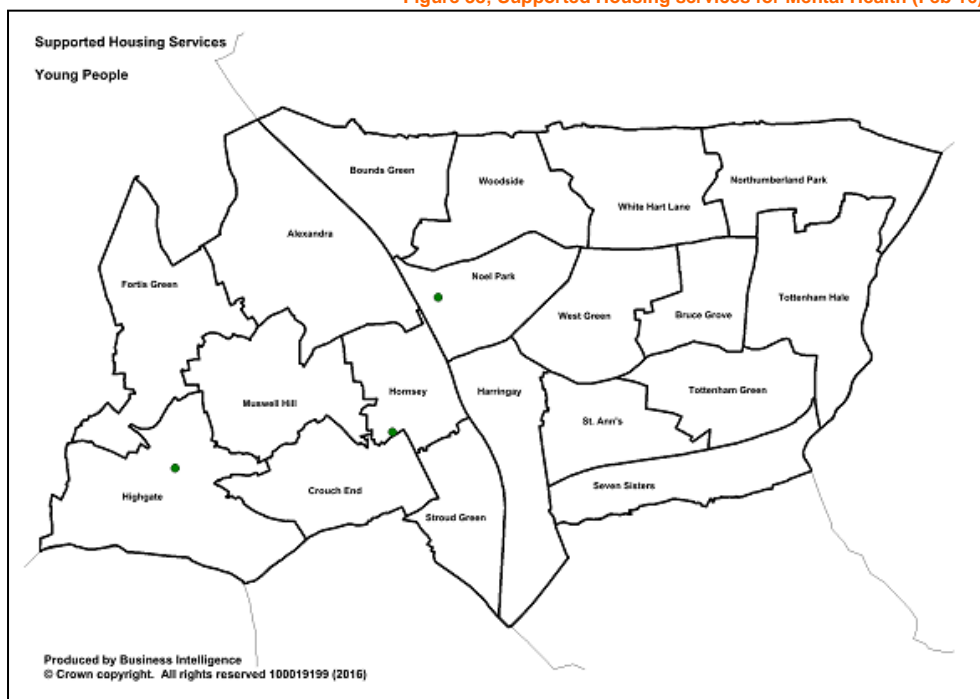 Supported Housing Services
Young People
Bounds Green
Woodside
Northumberland Park
White Hart Lane
Alexandra
Noel Park
Fortis Green
Tottenham Hale
West Green
Bruce Grove
Hornsey
Harringay
Tottenham Green
Muswell Hill
St. Ann's
Seven Sisters
Crouch End
Highgate
Stroud Green
Produced by Business Intelligence
© Crown copyright. All rights reserved 100019199 (2016)